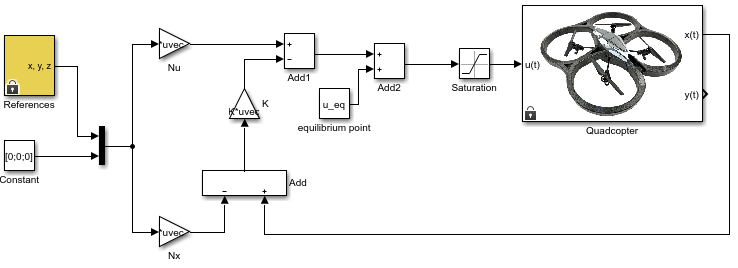 x, y, z
References
[0;0;0]
Constant
*uvec
Nu
K*uvec
K
*uvec
Nx
+
−
Add1
−
+
Add
+
+
Add2
u_eq
equilibrium point
Saturation
u(t)
x(t)
y(t)
Quadcopter